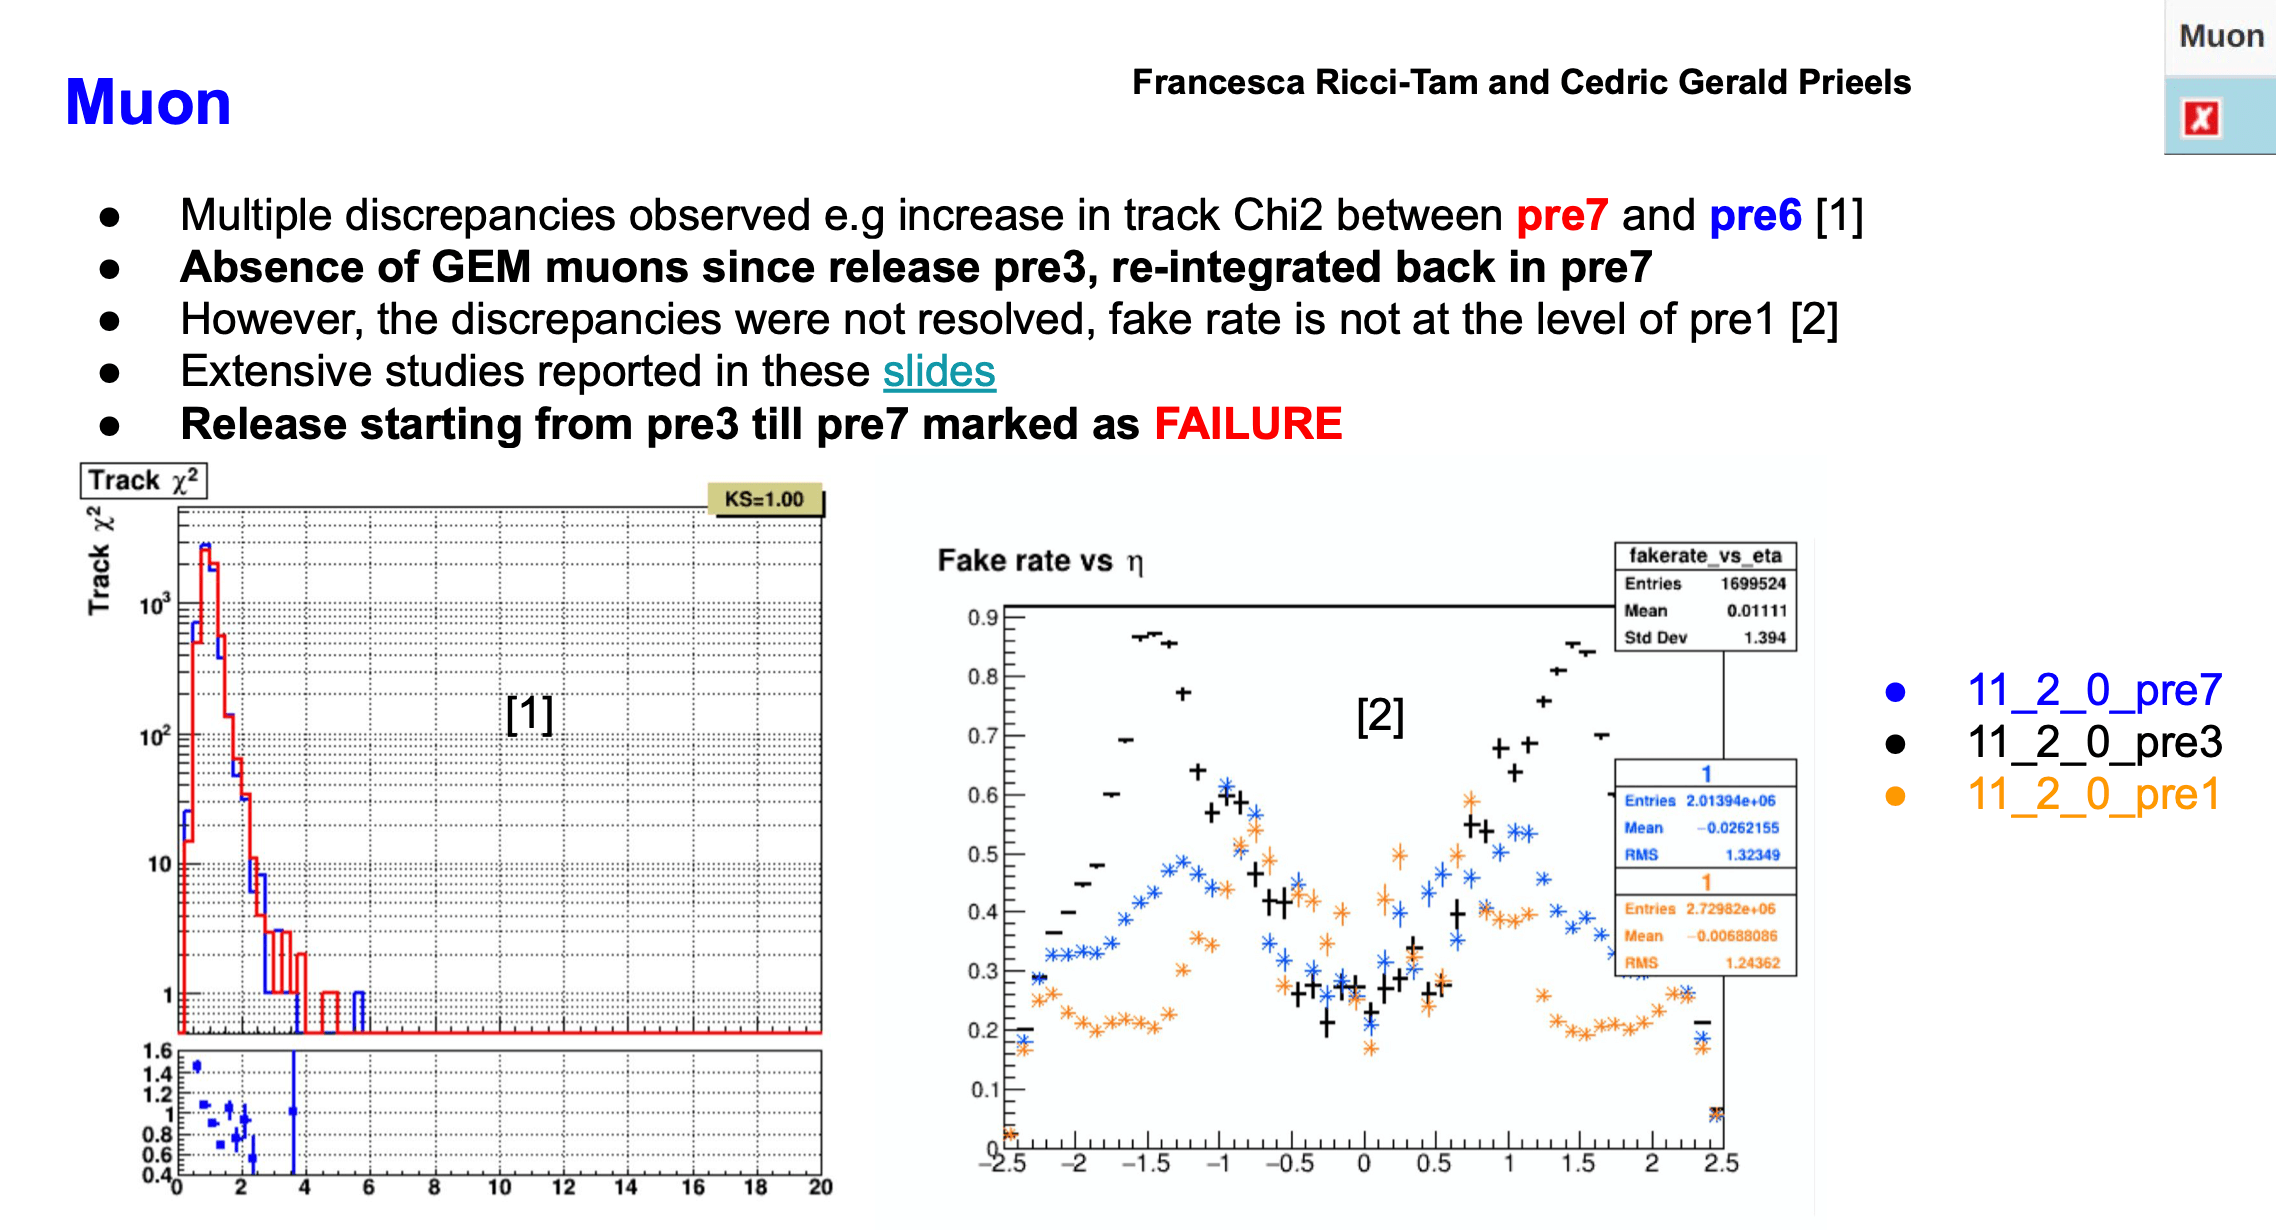 Muon
Francesca Ricci-Tam and Cedric Gerald Prieels
Muon
● Multiple discrepancies observed e.g increase in track Chi2 between pre7 and pre6 [1]
● Absence of GEM muons since release pre3, re-integrated back in pre7
● However, the discrepancies were not resolved, fake rate is not at the level of pre1 [2]
● Extensive studies reported in these slides
● Release starting from pre3 till pre7 marked as FAILURE
Track χ²
KS=1.00
Track χ²
10³
10²
10
1
[1]
1.6
1.4
1.2
1
0.8
0.6
0.4
0 2 4 6 8 10 12 14 16 18 20
Fake rate vs η
fakerate_vs_eta
Entries 1699524
Mean 0.01111
Std Dev 1.394
[2]
0.9
0.8
0.7
0.6
0.5
0.4
0.3
0.2
0.1
0
1
Entries 2.01394e+06
Mean −0.0262155
RMS 1.32349
1
Entries 2.72982e+06
Mean −0.00688086
RMS 1.24362
−2.5 −2 −1.5 −1 −0.5 0 0.5 1 1.5 2 2.5
● 11_2_0_pre7
● 11_2_0_pre3
● 11_2_0_pre1